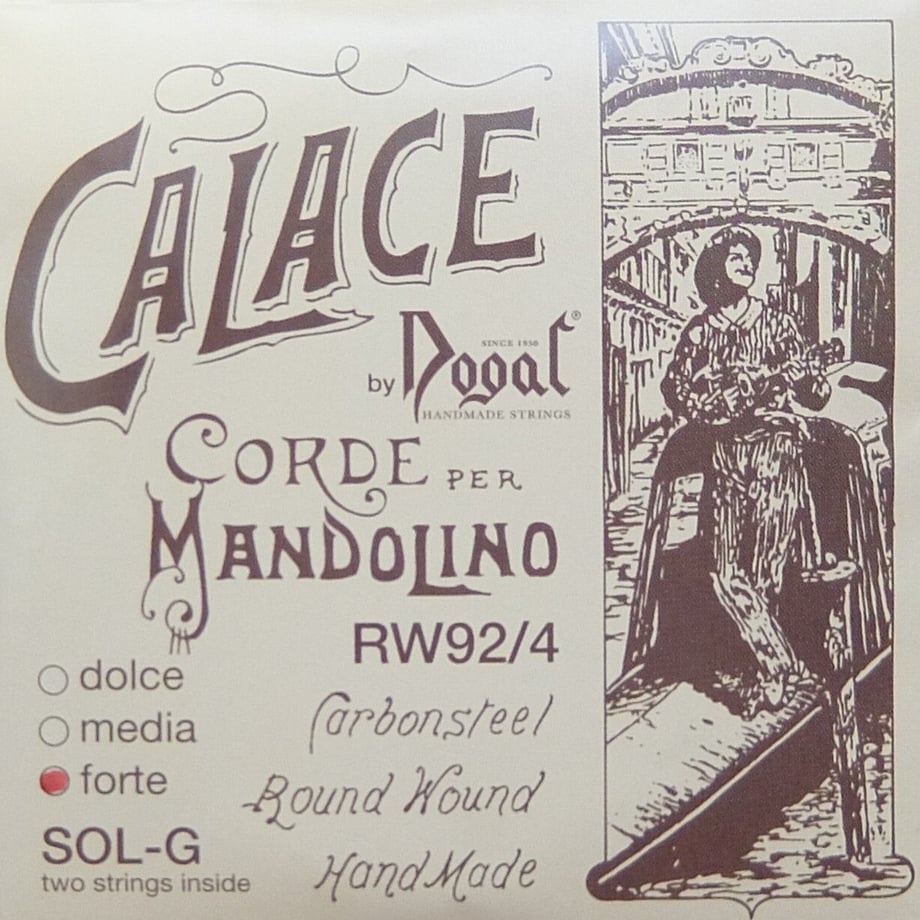 CALACE
by Dogal®
SINCE 1950
HANDMADE STRINGS
CORDE PER
MANDOLINO
RW92/4
dolce
media
forte
Carbonsteel
Round Wound
HandMade
SOL-G
two strings inside